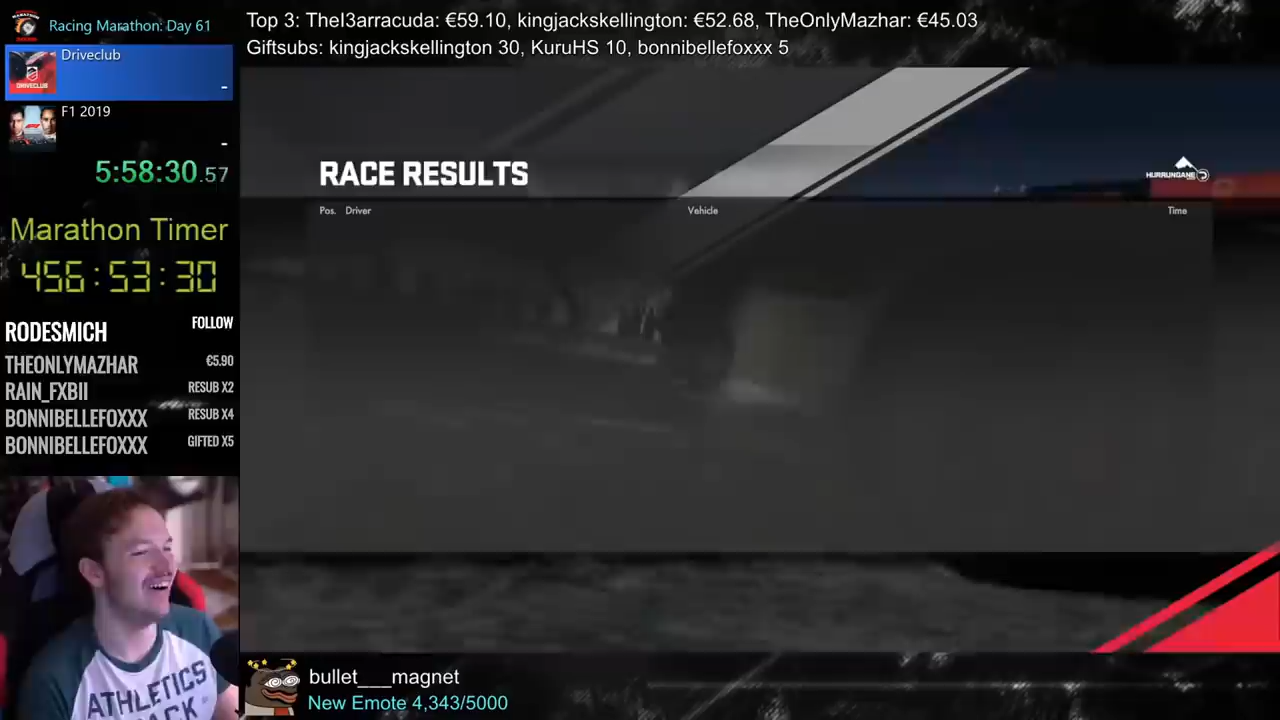 Racing Marathon: Day 61
Driveclub
DRIVECLUB
-
F1 2019
-
5:58:30.57
Marathon Timer
456:53:30
RODESMICH FOLLOW
THEONLYMAZHAR €5.90
RAIN_FXBII RESUB X2
BONNIBELLEFOXXX RESUB X4
BONNIBELLEFOXXX GIFTED X5
Top 3: TheI3arracuda: €59.10, kingjackskellington: €52.68, TheOnlyMazhar: €45.03
Giftsubs: kingjackskellington 30, KuruHS 10, bonnibellefoxxx 5
RACE RESULTS
HURRUNGANE
Pos. Driver Vehicle Time
ATHLETICS
bullet___magnet
New Emote 4,343/5000